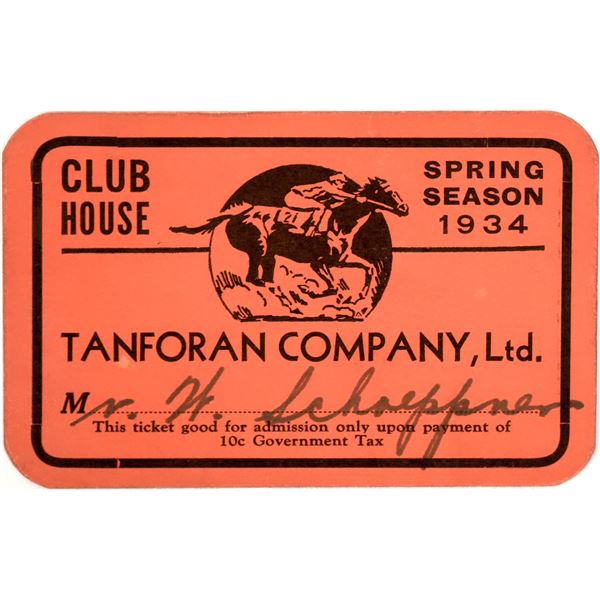 CLUB HOUSE
SPRING SEASON 1934
21
TANFORAN COMPANY, Ltd.
Mr. H. Schoeppner
This ticket good for admission only upon payment of
10c Government Tax